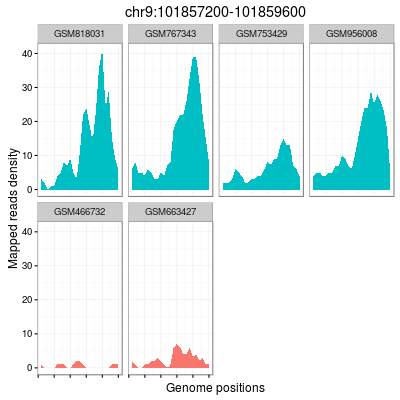 chr9:101857200-101859600
GSM818031 GSM767343 GSM753429 GSM956008
40
30
20
10
0
GSM466732 GSM663427
40
30
20
10
0
Mapped reads density
Genome positions